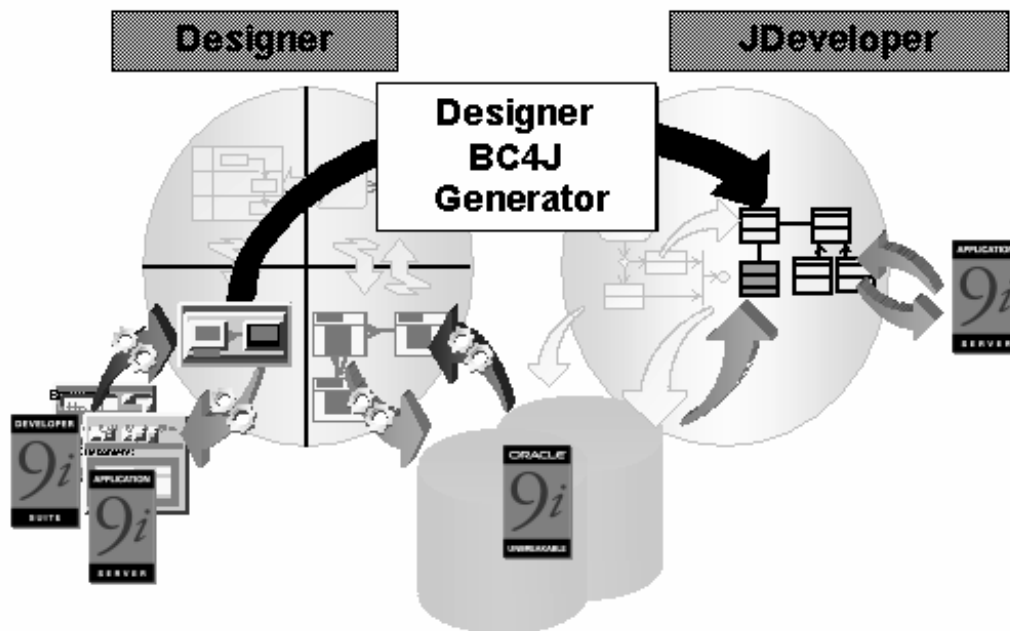 Designer
JDeveloper
Designer
BC4J
Generator
APPLICATION
9i
SERVER
DEVELOPER
9i
SUITE
APPLICATION
9i
SERVER
ORACLE
9i
UNBREAKABLE